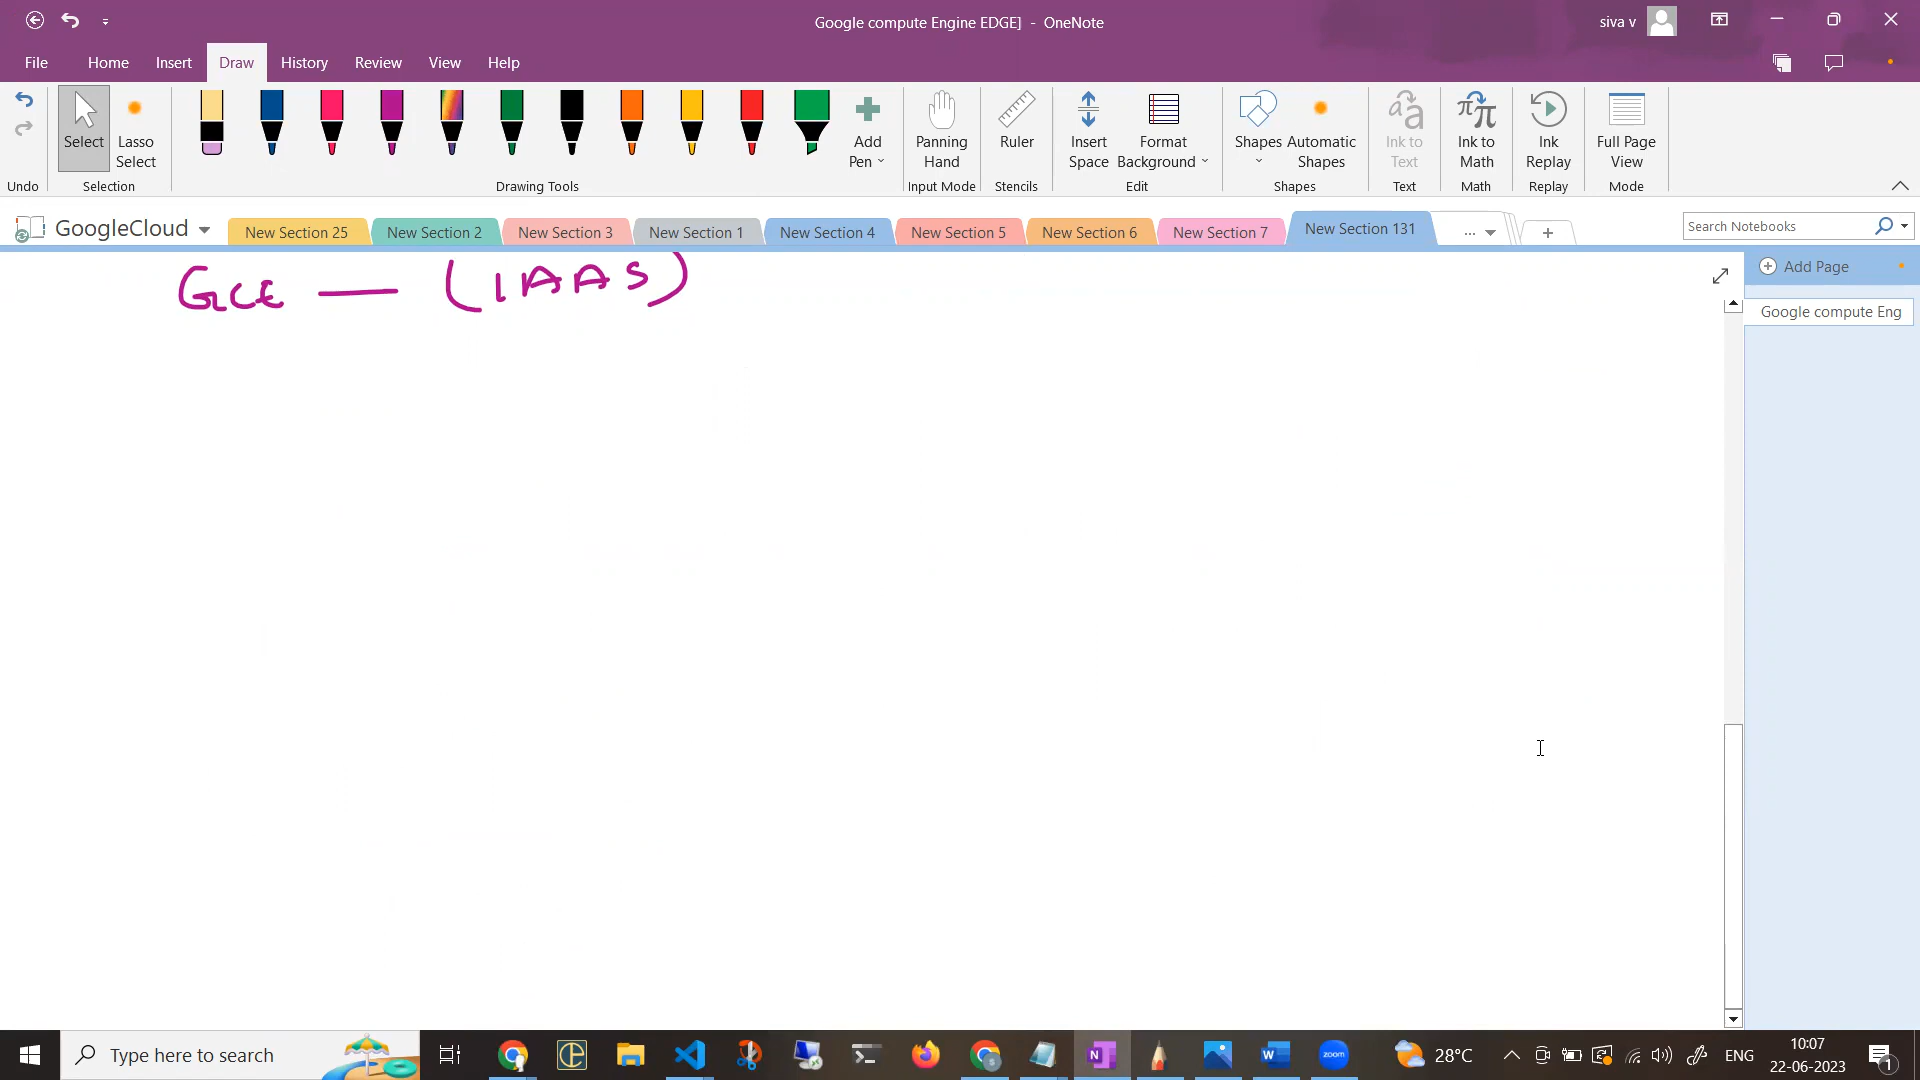 Google compute Engine EDGE] - OneNote
siva v
File Home Insert Draw History Review View Help
Select
Lasso Select
Add Pen
Panning Hand
Ruler
Insert Space
Format Background
Shapes
Automatic Shapes
Ink to Text
Ink to Math
Ink Replay
Full Page View
Undo Selection Drawing Tools Input Mode Stencils Edit Shapes Text Math Replay Mode
GoogleCloud New Section 25 New Section 2 New Section 3 New Section 1 New Section 4 New Section 5 New Section 6 New Section 7 New Section 131 ... + Search Notebooks
Add Page
Google compute Eng
GCE — (IAAS)
Type here to search
zoom
28°C
ENG
10:07
22-06-2023
1